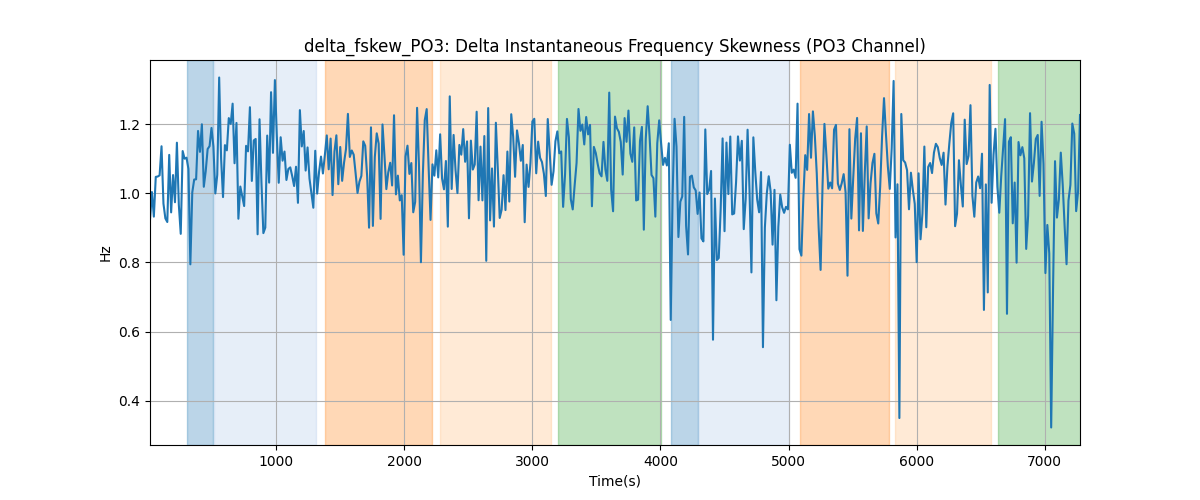 delta_fskew_PO3: Delta Instantaneous Frequency Skewness (PO3 Channel)
1.2
1.0
0.8
0.6
0.4
Hz
1000 2000 3000 4000 5000 6000 7000
Time(s)